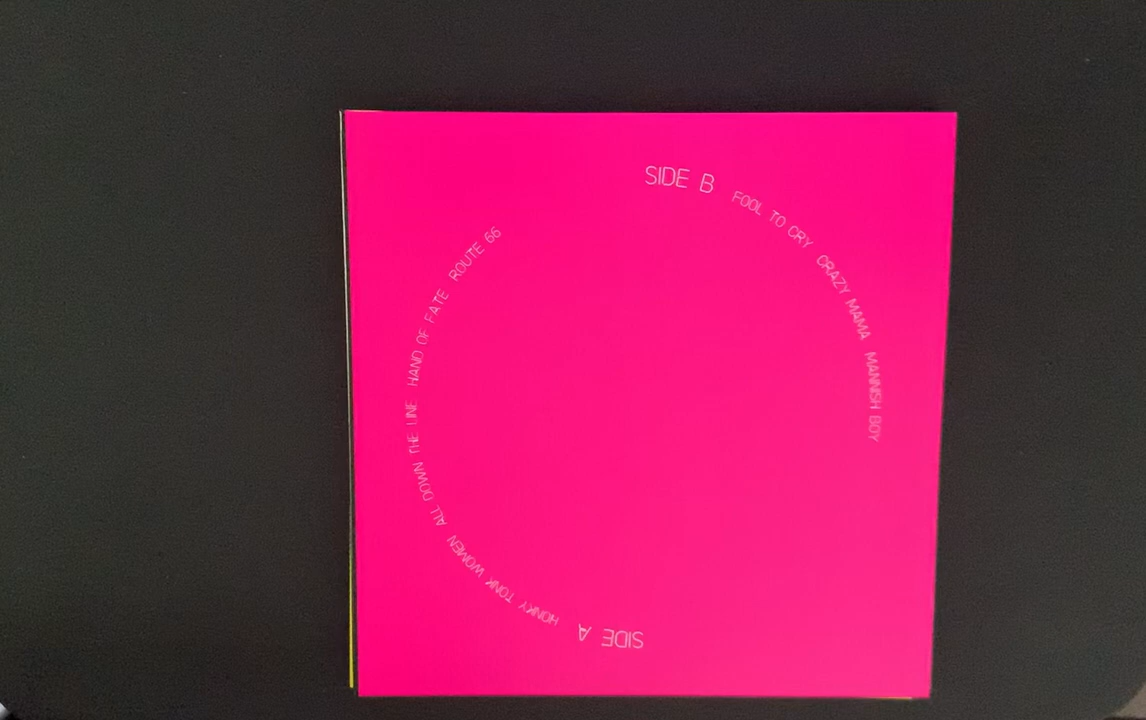 SIDE B FOOL TO CRY CRAZY MAMA MANNISH BOY
SIDE A HONKY TONK WOMEN ALL DOWN THE LINE HAND OF FATE ROUTE 66